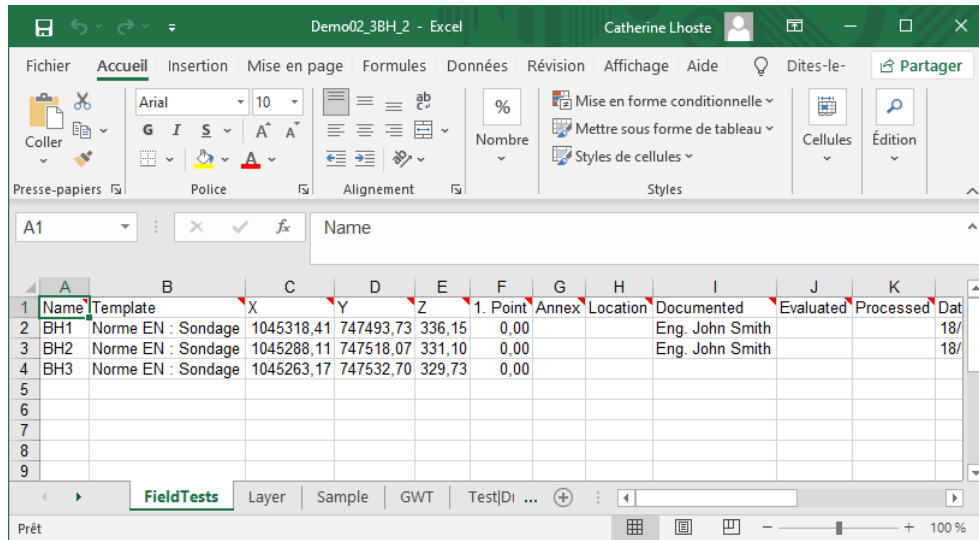 Demo02_3BH_2 - Excel Catherine Lhoste
Fichier Accueil Insertion Mise en page Formules Données Révision Affichage Aide Dites-le- Partager
Coller
Presse-papiers
Arial 10
G I S A A
A
Police
ab
Alignement
%
Nombre
Mise en forme conditionnelle
Mettre sous forme de tableau
Styles de cellules
Styles
Cellules
Édition
A1 fx Name
A B C D E F G H I J K
1 Name Template X Y Z 1. Point Annex Location Documented Evaluated Processed Dat
2 BH1 Norme EN : Sondage 1045318,41 747493,73 336,15 0,00 Eng. John Smith 18/
3 BH2 Norme EN : Sondage 1045288,11 747518,07 331,10 0,00 Eng. John Smith 18/
4 BH3 Norme EN : Sondage 1045263,17 747532,70 329,73 0,00
5
6
7
8
9
FieldTests Layer Sample GWT Test|Dr ...
Prêt 100 %